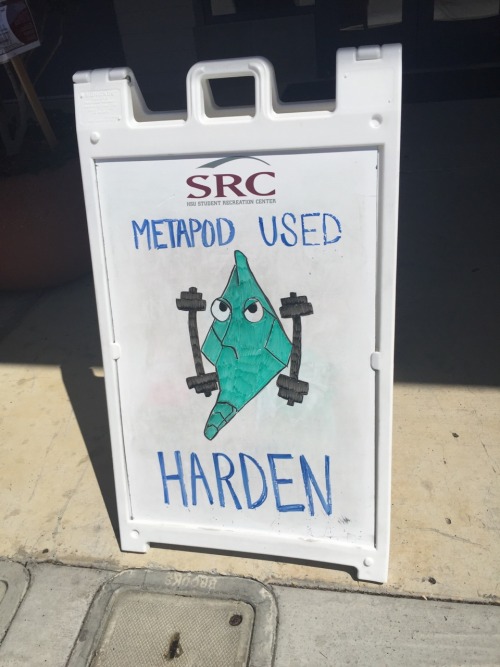 SRC
HSU STUDENT RECREATION CENTER
METAPOD USED
HARDEN